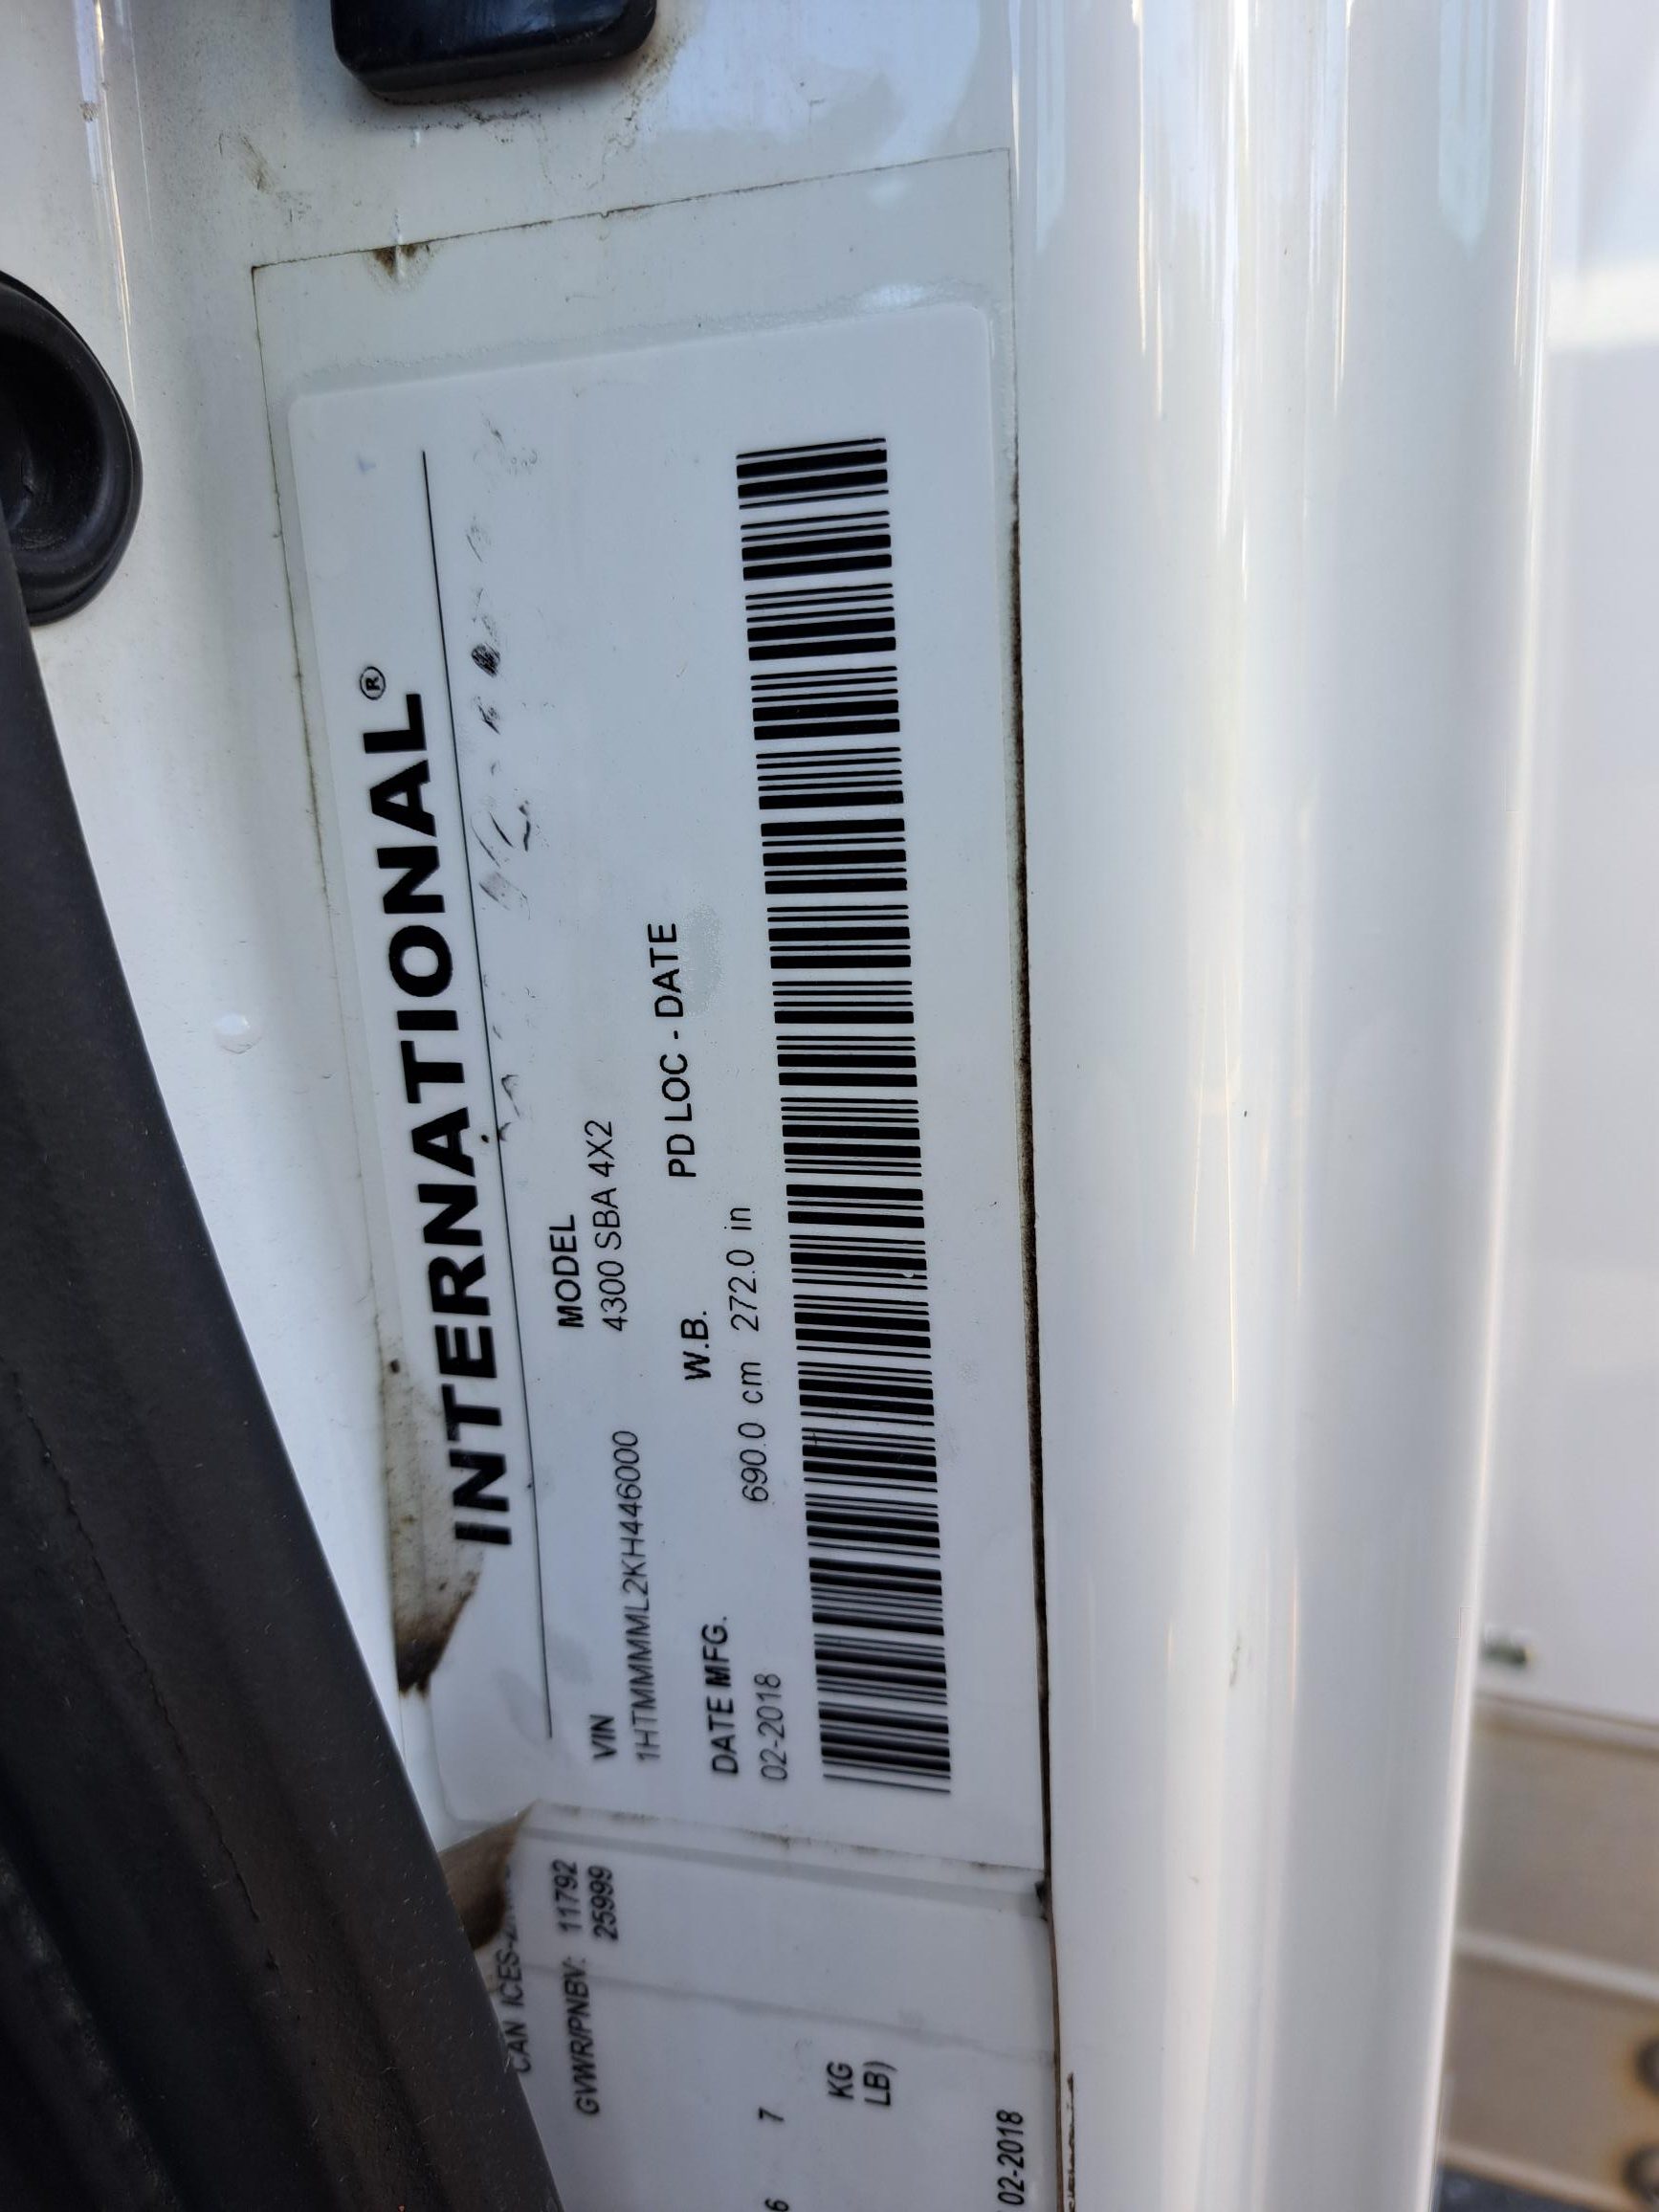 INTERNATIONAL®
VIN MODEL
1HTMMMML2KH446000 4300 SBA 4X2
DATE MFG. W.B. PD LOC - DATE
02-2018 690.0 cm 272.0 in
CAN ICES-2
GVWR/PNBV: 11792
25999
7
KG
LB)
6
02-2018